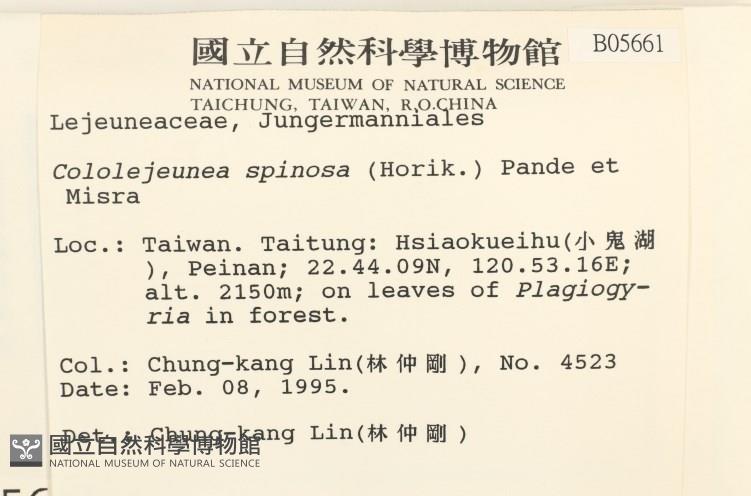 國立自然科學博物館
B05661
NATIONAL MUSEUM OF NATURAL SCIENCE
TAICHUNG, TAIWAN, R.O.CHINA
Lejeuneaceae, Jungermanniales
Cololejeunea spinosa (Horik.) Pande et
Misra
Loc.: Taiwan. Taitung: Hsiaokueihu(小鬼湖
), Peinan; 22.44.09N, 120.53.16E;
alt. 2150m; on leaves of Plagiogy-
ria in forest.
Col.: Chung-kang Lin(林仲剛), No. 4523
Date: Feb. 08, 1995.
Det.: Chung-kang Lin(林仲剛)
國立自然科學博物館
NATIONAL MUSEUM OF NATURAL SCIENCE